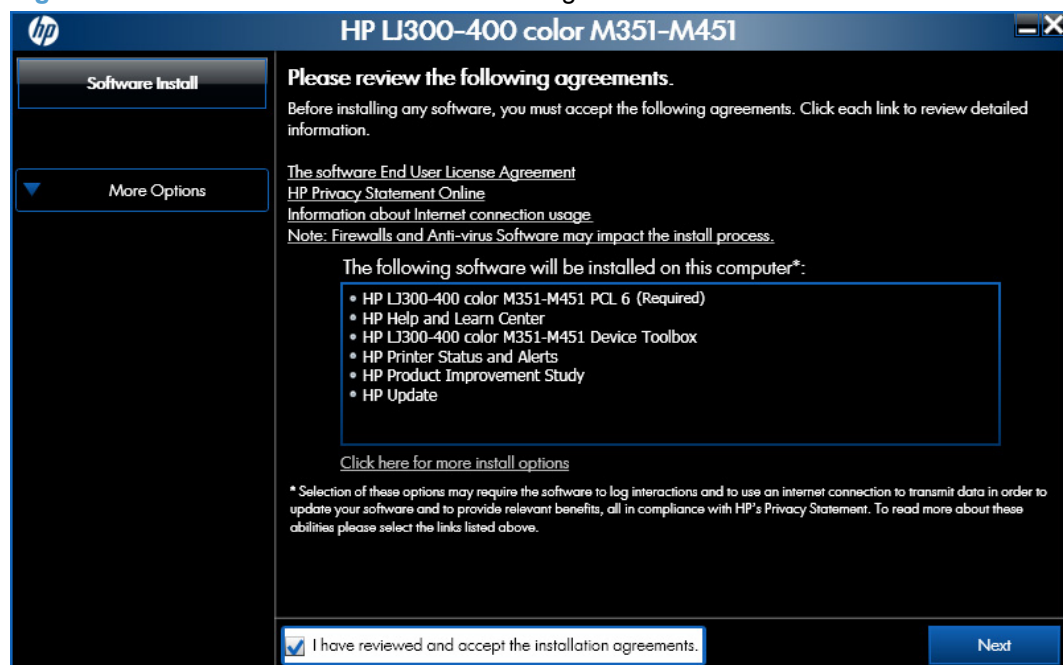 hp
HP LJ300-400 color M351-M451
Software Install
More Options
Please review the following agreements.
Before installing any software, you must accept the following agreements. Click each link to review detailed
information.
The software End User License Agreement
HP Privacy Statement Online
Information about Internet connection usage
Note: Firewalls and Anti-virus Software may impact the install process.
The following software will be installed on this computer*:
• HP LJ300-400 color M351-M451 PCL 6 (Required)
• HP Help and Learn Center
• HP LJ300-400 color M351-M451 Device Toolbox
• HP Printer Status and Alerts
• HP Product Improvement Study
• HP Update
Click here for more install options
* Selection of these options may require the software to log interactions and to use an internet connection to transmit data in order to
update your software and to provide relevant benefits, all in compliance with HP's Privacy Statement. To read more about these
abilities please select the links listed above.
I have reviewed and accept the installation agreements.
Next